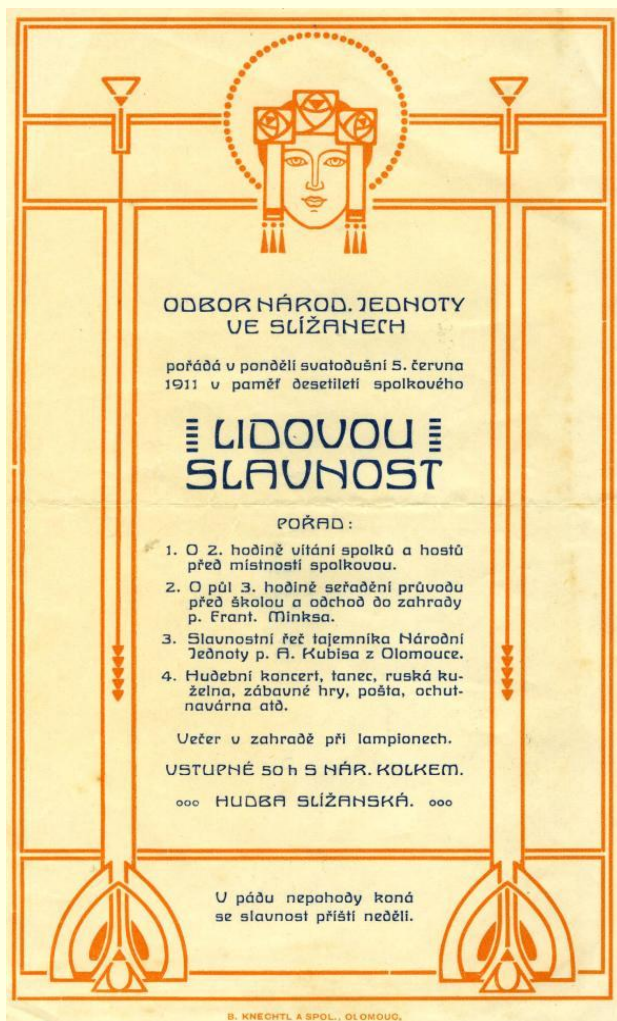 ODBOR NÁROD. JEDNOTY
VE SLÍŽANECH
pořádá v pondělí svatodušní 5. června
1911 v paměť desetiletí spolkového
LIDOVOU
SLAVNOST
POŘAD:
1. O 2. hodině vítání spolků a hostů
před místností spolkovou.
2. O půl 3. hodině seřadění průvodu
před školou a odchod do zahrady
p. Frant. Minksa.
3. Slavnostní řeč tajemníka Národní
Jednoty p. A. Kubisa z Olomouce.
4. Hudební koncert, tanec, ruská ku-
želna, zábavné hry, pošta, ochut-
navárna atd.
Večer v zahradě při lampionech.
VSTUPNÉ 50 h S NÁR. KOLKEM.
ooo HUDBA SLÍŽANSKÁ. ooo
V pádu nepohody koná
se slavnost příští neděli.
B. KNECHTL A SPOL., OLOMOUC.